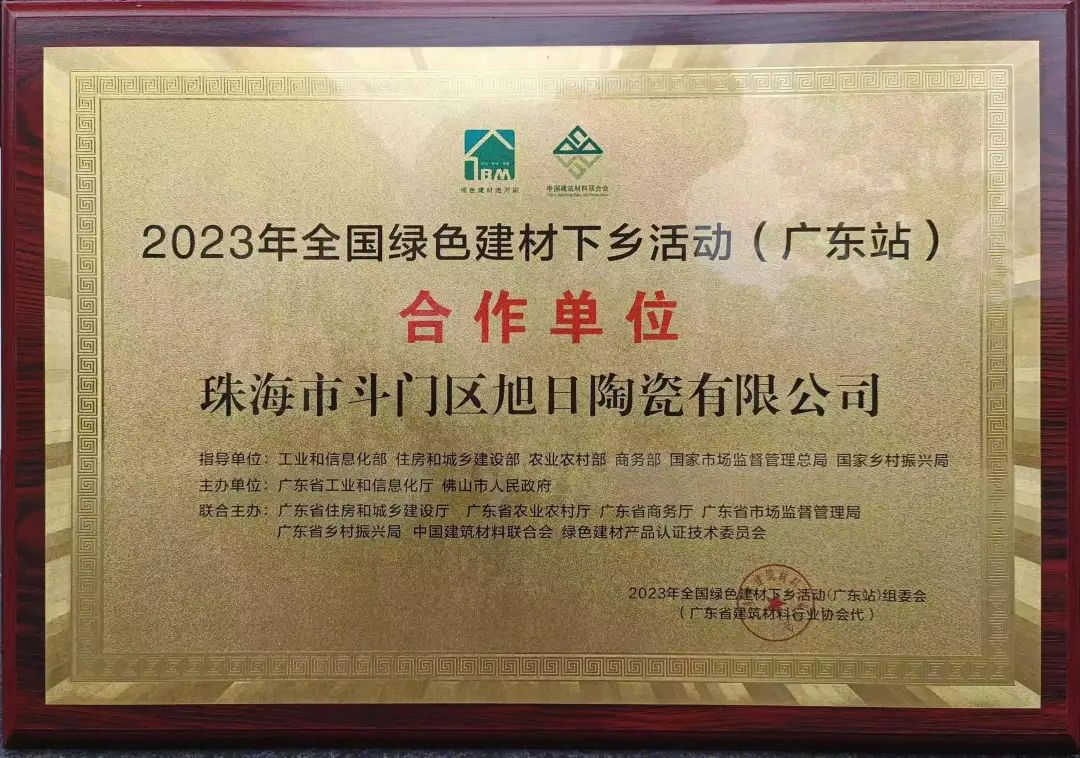 GBM
绿色建材进万家
中国建筑材料联合会
2023年全国绿色建材下乡活动（广东站）
合作单位
珠海市斗门区旭日陶瓷有限公司
指导单位：工业和信息化部 住房和城乡建设部 农业农村部 商务部 国家市场监督管理总局 国家乡村振兴局
主办单位：广东省工业和信息化厅 佛山市人民政府
联合主办：广东省住房和城乡建设厅 广东省农业农村厅 广东省商务厅 广东省市场监督管理局
广东省乡村振兴局 中国建筑材料联合会 绿色建材产品认证技术委员会
2023年全国绿色建材下乡活动(广东站)组委会
（广东省建筑材料行业协会代）